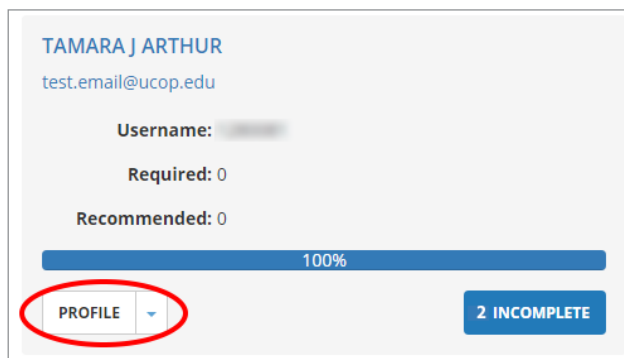 TAMARA J ARTHUR
test.email@ucop.edu
Username:
Required: 0
Recommended: 0
100%
PROFILE
2 INCOMPLETE